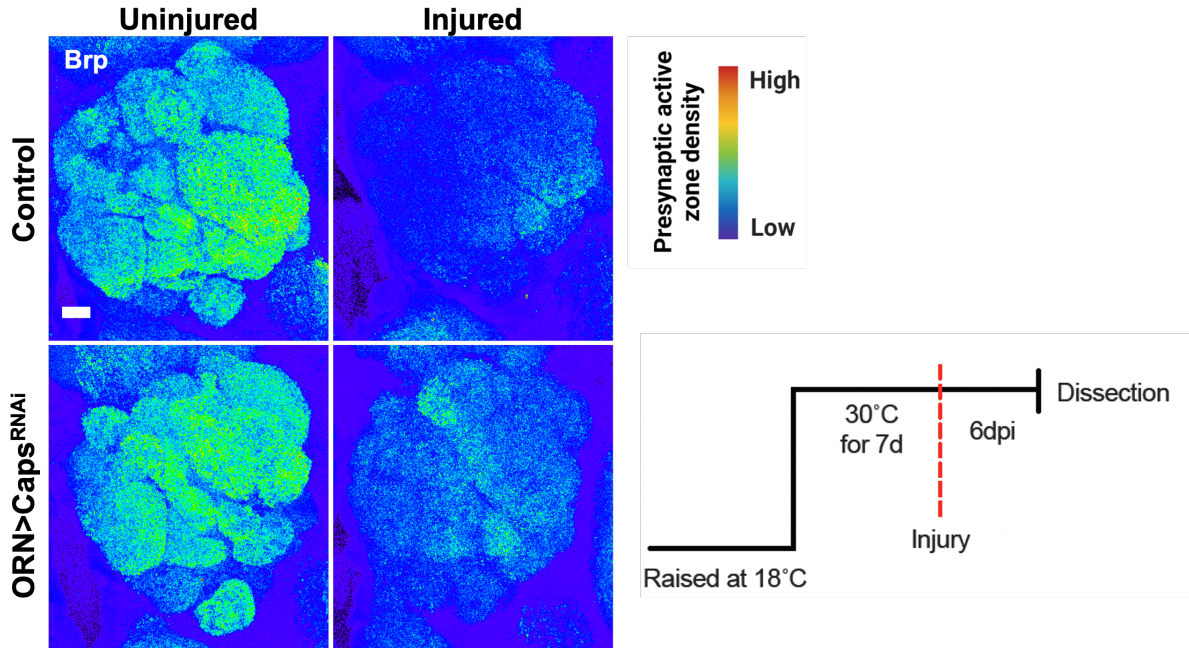 Uninjured
Injured
Brp
Control
ORN>Caps^RNAi
Presynaptic active
zone density
High
Low
30°C
for 7d
6dpi
Dissection
Injury
Raised at 18°C